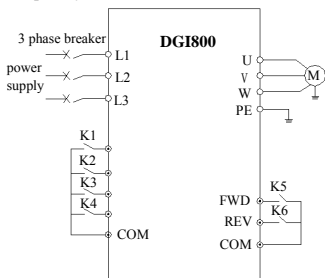 3 phase breaker
power
supply
L1
L2
L3
DGI800
U
V
W
PE
M
K1
K2
K3
K4
COM
FWD
REV
COM
K5
K6